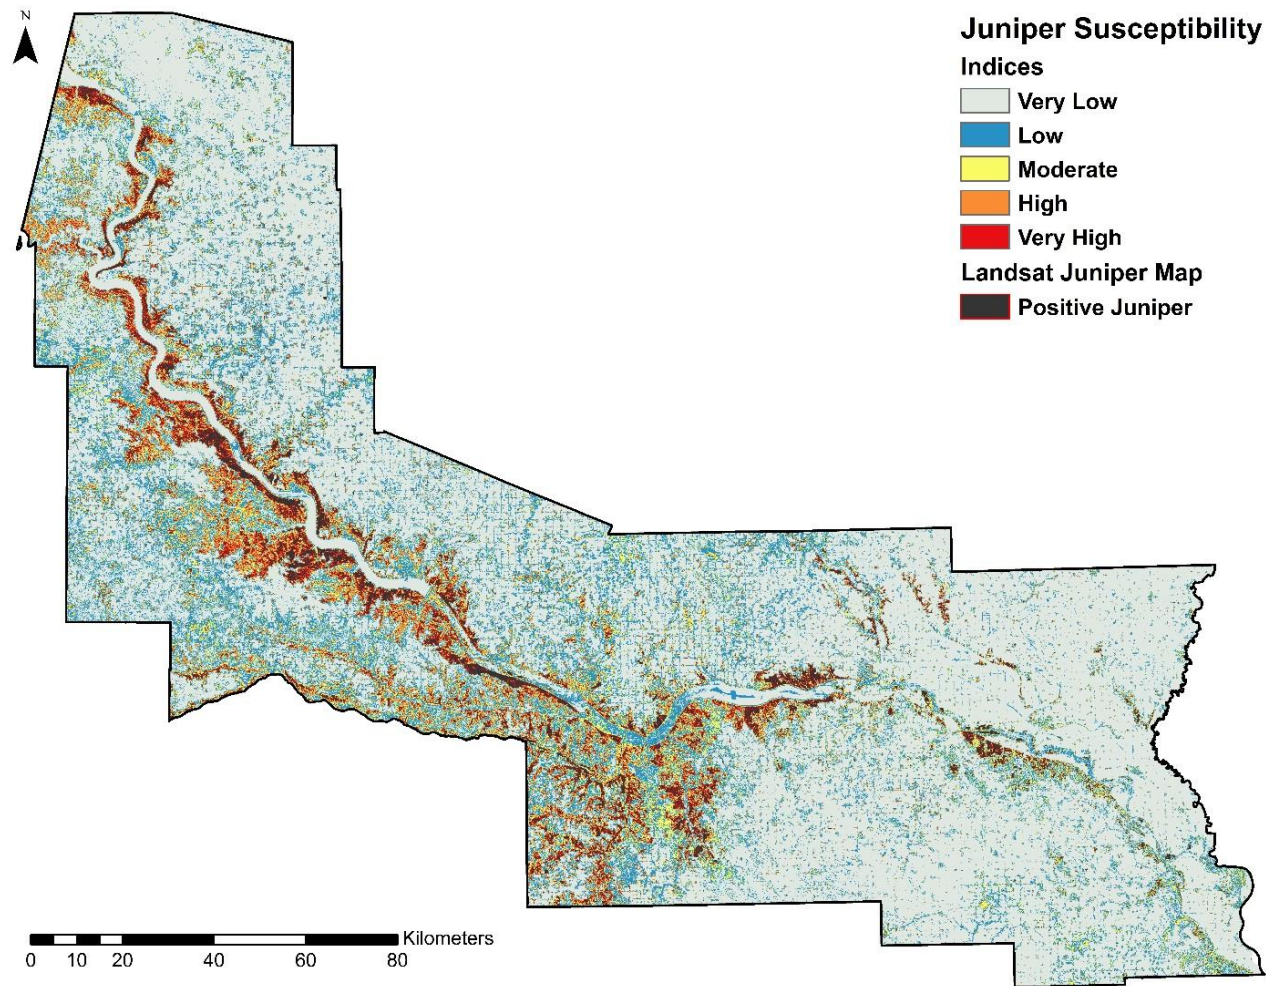 N
Juniper Susceptibility
Indices
Very Low
Low
Moderate
High
Very High
Landsat Juniper Map
Positive Juniper
Kilometers
0 10 20 40 60 80